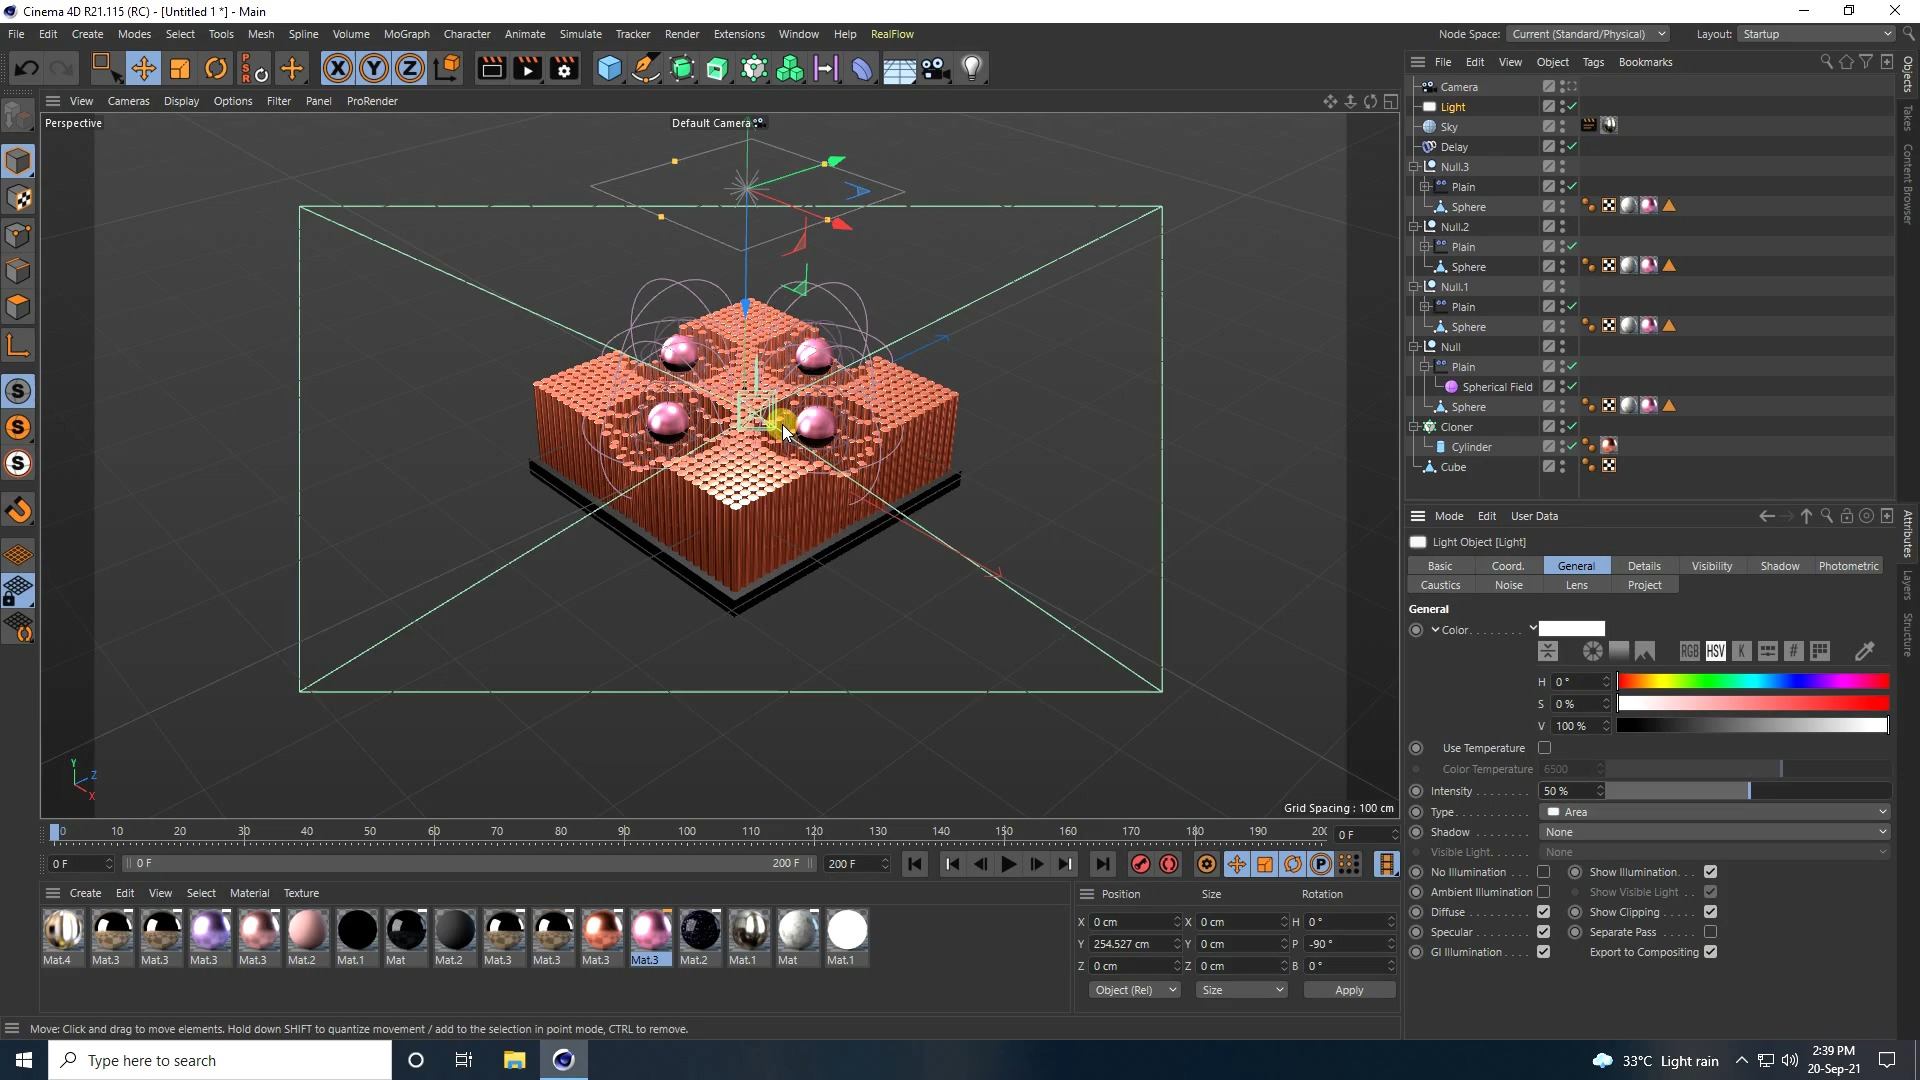 Cinema 4D R21.115 (RC) - [Untitled 1 *] - Main
File Edit Create Modes Select Tools Mesh Spline Volume MoGraph Character Animate Simulate Tracker Render Extensions Window Help RealFlow
Node Space: Current (Standard/Physical) Layout: Startup
PSR
X Y Z
View Cameras Display Options Filter Panel ProRender
Perspective
Default Camera
Y
Z
X
Grid Spacing : 100 cm
File Edit View Object Tags Bookmarks
Camera
Light
Sky
Delay
Null.3
Plain
Sphere
Null.2
Plain
Sphere
Null.1
Plain
Sphere
Null
Plain
Spherical Field
Sphere
Cloner
Cylinder
Cube
Objects
Takes
Content Browser
Attributes
Layers
Structure
Mode Edit User Data
Light Object [Light]
Basic Coord. General Details Visibility Shadow Photometric
Caustics Noise Lens Project
General
Color
RGB HSV K #
H 0 °
S 0 %
V 100 %
Use Temperature
Color Temperature 6500
Intensity 50 %
Type Area
Shadow None
Visible Light None
No Illumination Show Illumination
Ambient Illumination Show Visible Light
Diffuse Show Clipping
Specular Separate Pass
GI Illumination Export to Compositing
0 10 20 30 40 50 60 70 80 90 100 110 120 130 140 150 160 170 180 190 200 0 F
0 F 0 F 200 F 200 F
Create Edit View Select Material Texture
Mat.4 Mat.3 Mat.3 Mat.3 Mat.3 Mat.2 Mat.1 Mat Mat.2 Mat.3 Mat.3 Mat.3 Mat.3 Mat.2 Mat.1 Mat Mat.1
Position Size Rotation
X 0 cm X 0 cm H 0 °
Y 254.527 cm Y 0 cm P -90 °
Z 0 cm Z 0 cm B 0 °
Object (Rel) Size Apply
Move: Click and drag to move elements. Hold down SHIFT to quantize movement / add to the selection in point mode, CTRL to remove.
Type here to search
33°C Light rain
2:39 PM
20-Sep-21